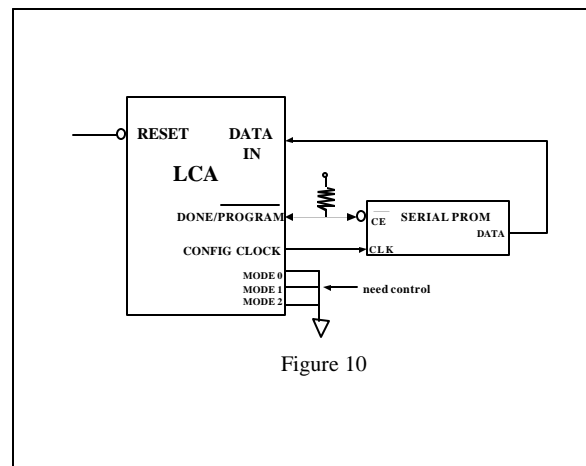 RESET
DATA
IN
LCA
DONE/PROGRAM
CE
SERIAL PROM
DATA
CONFIG CLOCK
CLK
MODE 0
MODE 1
need control
MODE 2
Figure 10